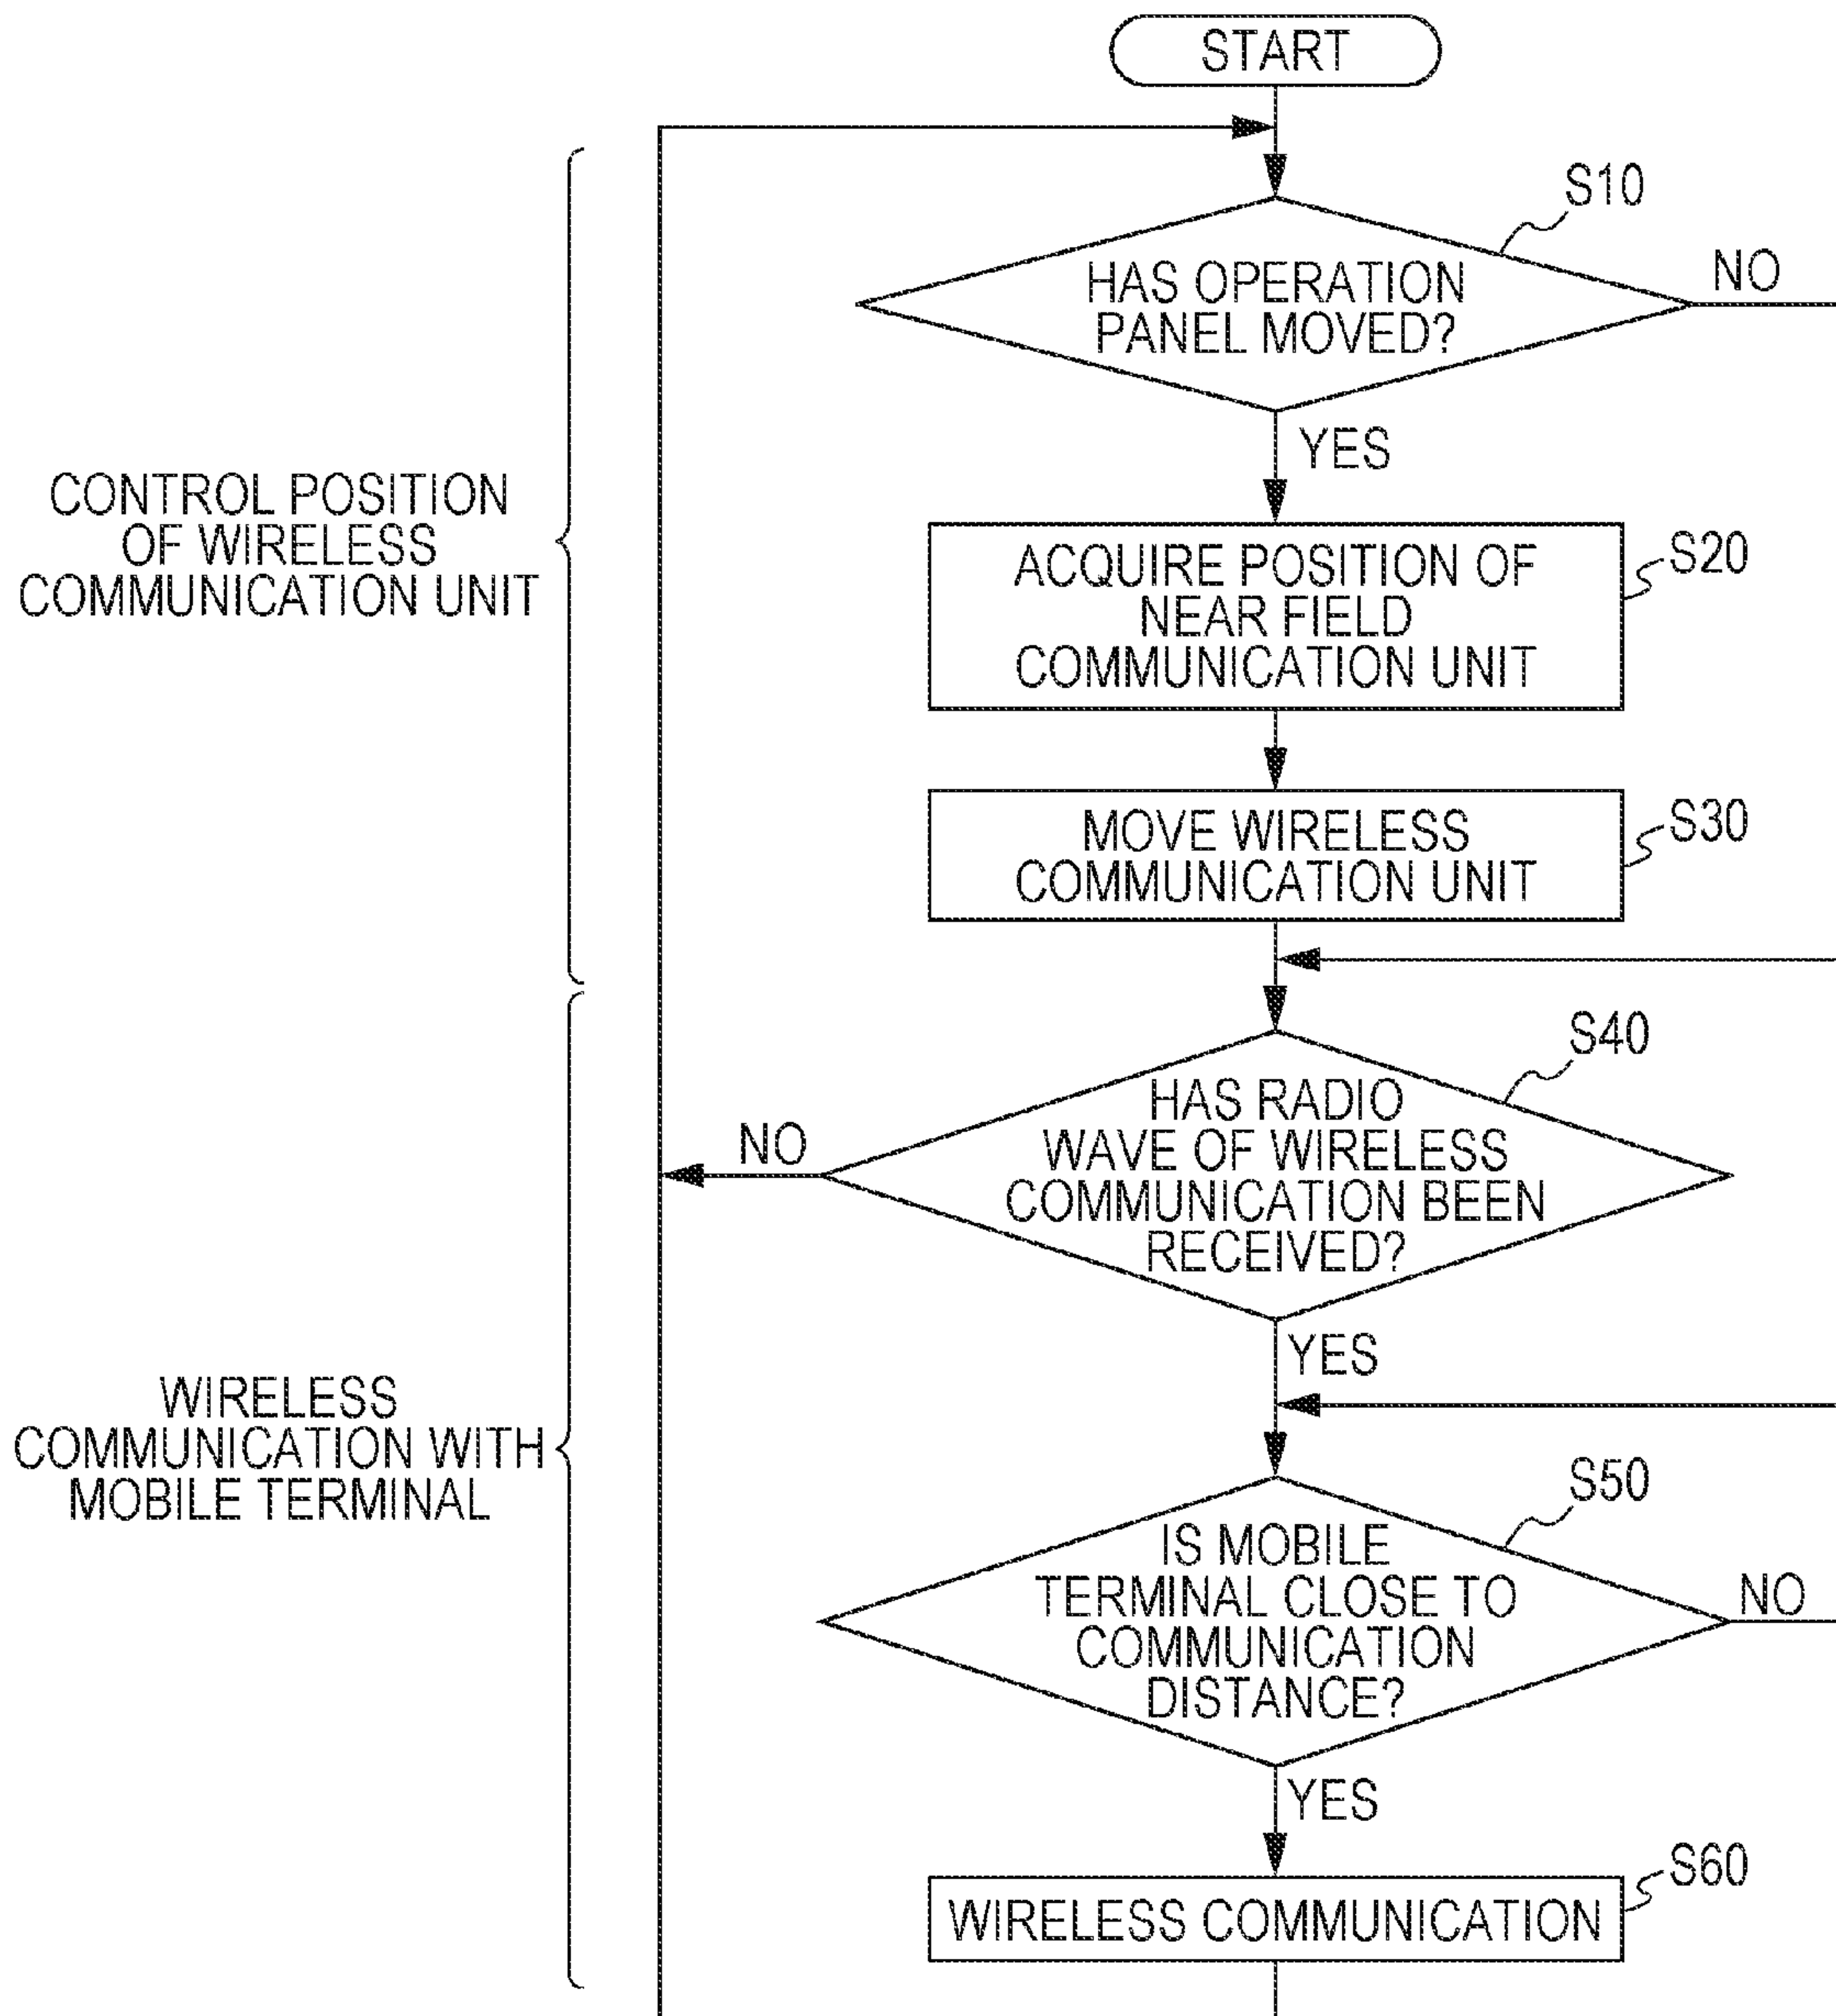 START
S10
HAS OPERATION
PANEL MOVED?
NO
YES
CONTROL POSITION
OF WIRELESS
COMMUNICATION UNIT
ACQUIRE POSITION OF
NEAR FIELD
COMMUNICATION UNIT
S20
MOVE WIRELESS
COMMUNICATION UNIT
S30
S40
HAS RADIO
WAVE OF WIRELESS
COMMUNICATION BEEN
RECEIVED?
NO
YES
WIRELESS
COMMUNICATION WITH
MOBILE TERMINAL
S50
IS MOBILE
TERMINAL CLOSE TO
COMMUNICATION
DISTANCE?
NO
YES
S60
WIRELESS COMMUNICATION